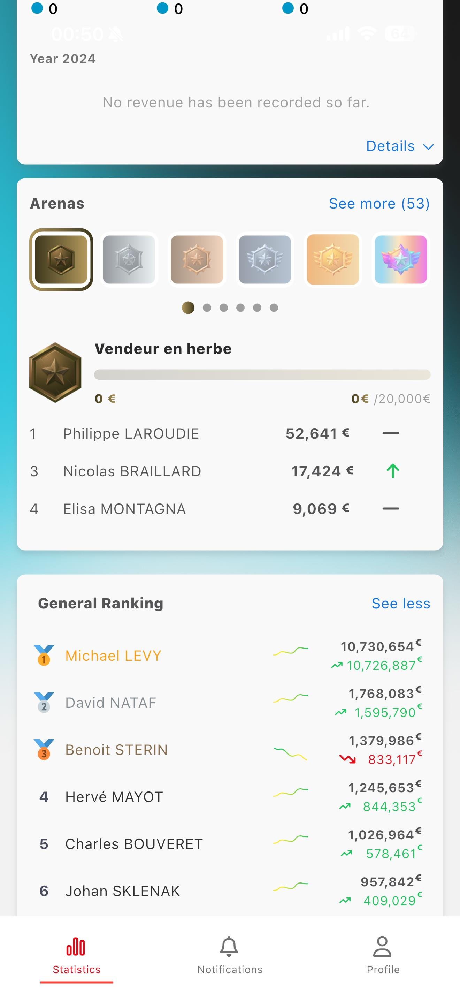 0 0 0
00:50 64
Year 2024
No revenue has been recorded so far.
Details
Arenas See more (53)
Vendeur en herbe
0 € 0€ /20,000€
1 Philippe LAROUDIE 52,641 € —
3 Nicolas BRAILLARD 17,424 €
4 Elisa MONTAGNA 9,069 € —
General Ranking See less
1 Michael LEVY 10,730,654€
10,726,887€
2 David NATAF 1,768,083€
1,595,790€
3 Benoit STERIN 1,379,986€
833,117€
4 Hervé MAYOT 1,245,653€
844,353€
5 Charles BOUVERET 1,026,964€
578,461€
6 Johan SKLENAK 957,842€
409,029€
Statistics Notifications Profile